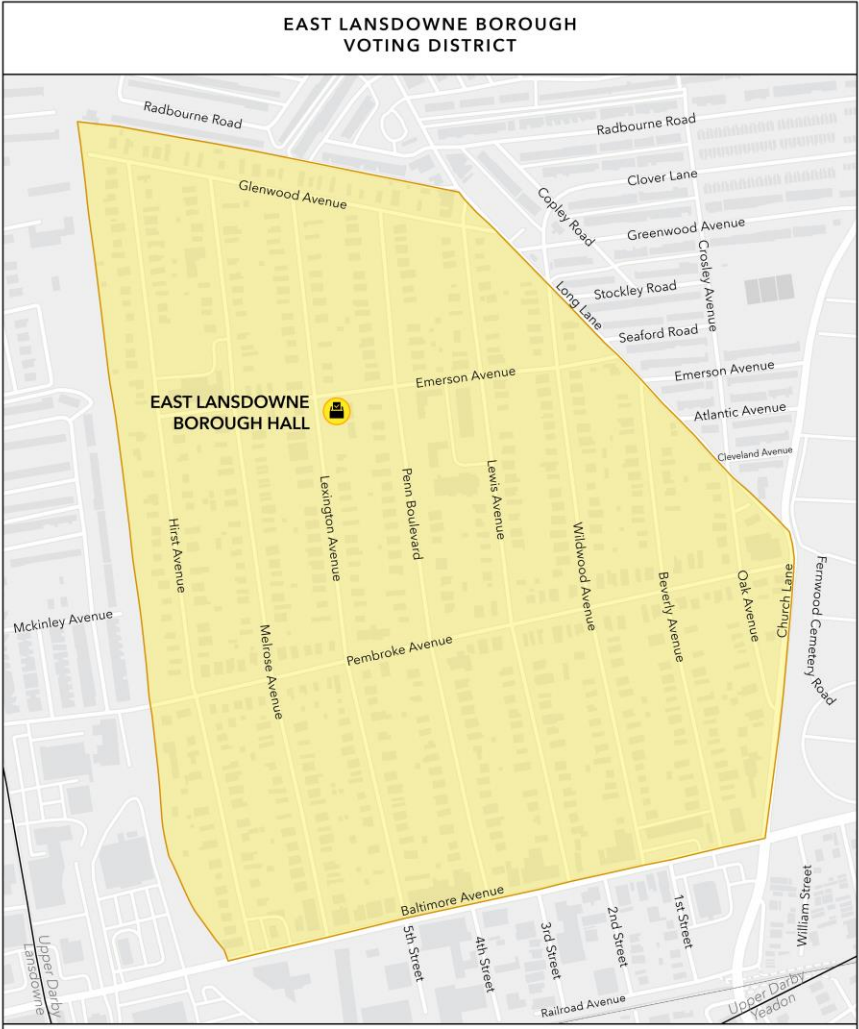 EAST LANSDOWNE BOROUGH
VOTING DISTRICT
Radbourne Road
Radbourne Road
Clover Lane
Glenwood Avenue
Copley Road
Greenwood Avenue
Crosley Avenue
Stockley Road
Long Lane
Seaford Road
Emerson Avenue
Emerson Avenue
EAST LANSDOWNE
BOROUGH HALL
Atlantic Avenue
Cleveland Avenue
Lexington Avenue
Penn Boulevard
Lewis Avenue
Hirst Avenue
Wildwood Avenue
Beverly Avenue
Oak Avenue
Church Lane
Fernwood Cemetery Road
Mckinley Avenue
Melrose Avenue
Pembroke Avenue
Baltimore Avenue
William Street
5th Street
4th Street
3rd Street
2nd Street
1st Street
Upper Darby
Lansdowne
Railroad Avenue
Upper Darby
Yeadon